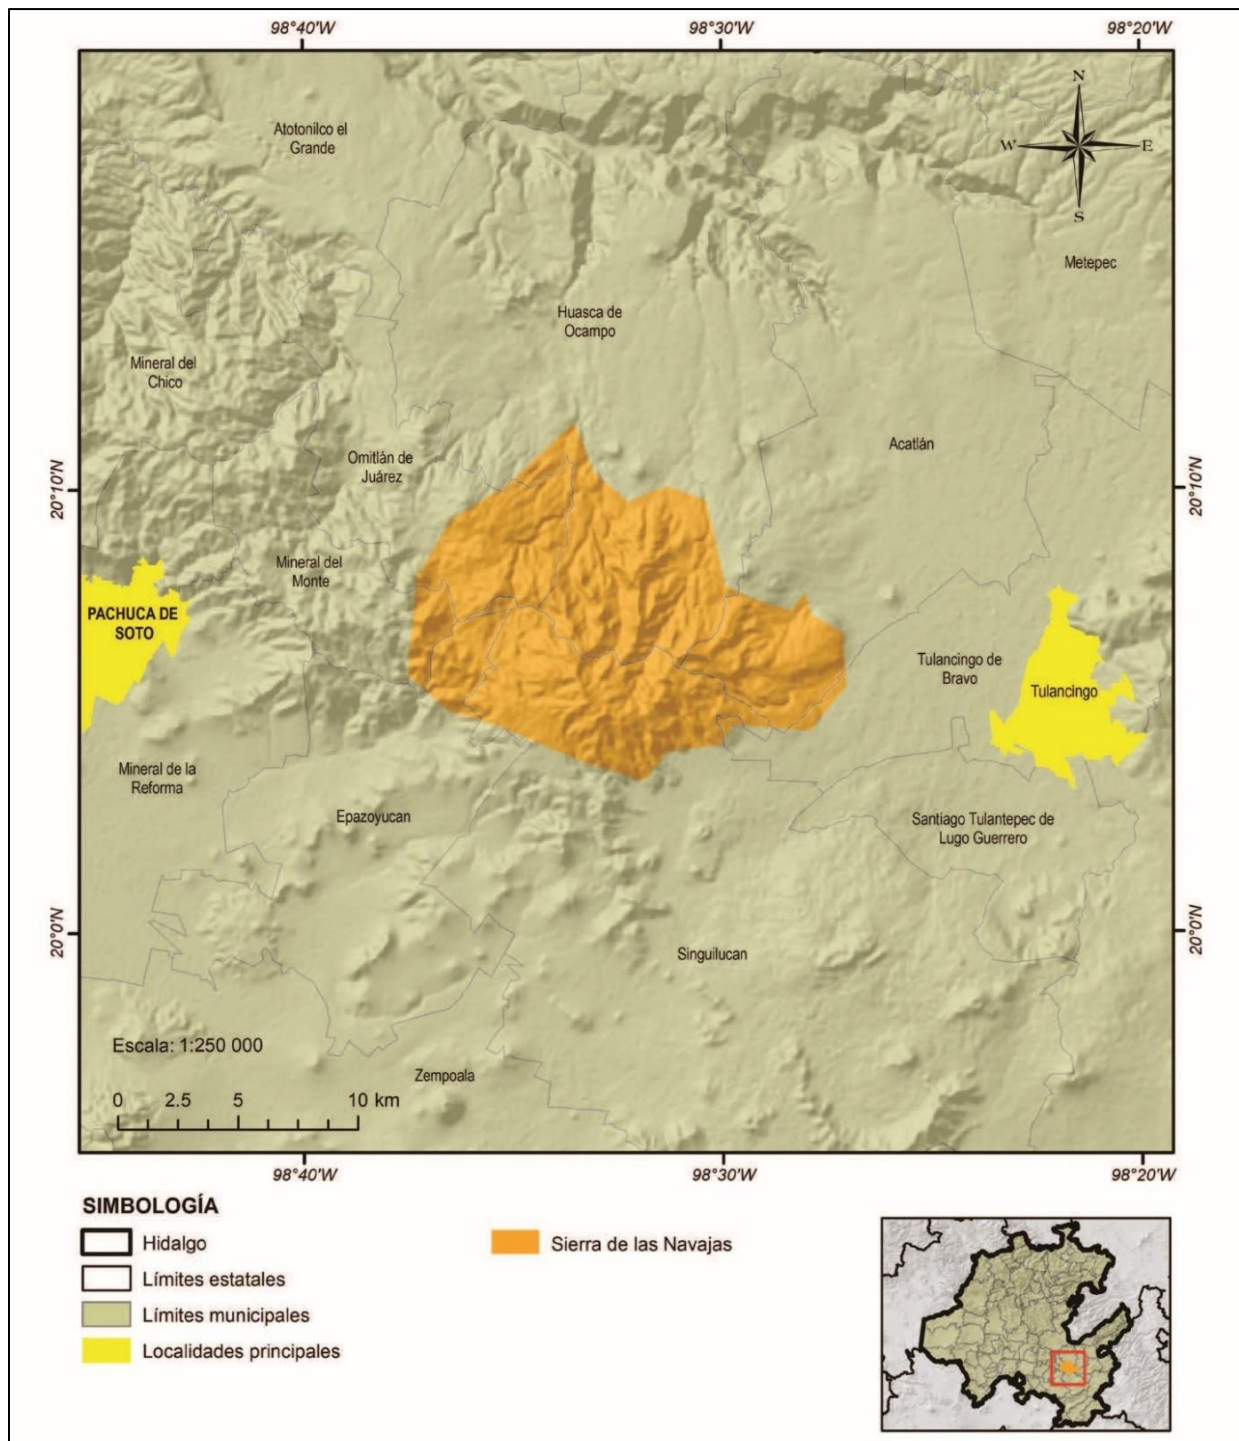 98°40'W
98°30'W
98°20'W
N
W
E
S
Atotonilco el
Grande
Metepec
Huasca de
Ocampo
Mineral del
Chico
Acatlán
Omitlán de
Juárez
20°10'N
20°10'N
Mineral del
Monte
PACHUCA DE
SOTO
Tulancingo de
Bravo
Tulancingo
Mineral de la
Reforma
Epazoyucan
Santiago Tulantepec de
Lugo Guerrero
20°0'N
20°0'N
Singuilucan
Escala: 1:250 000
Zempoala
0 2.5 5 10 km
98°40'W
98°30'W
98°20'W
SIMBOLOGÍA
Hidalgo
Sierra de las Navajas
Límites estatales
Límites municipales
Localidades principales